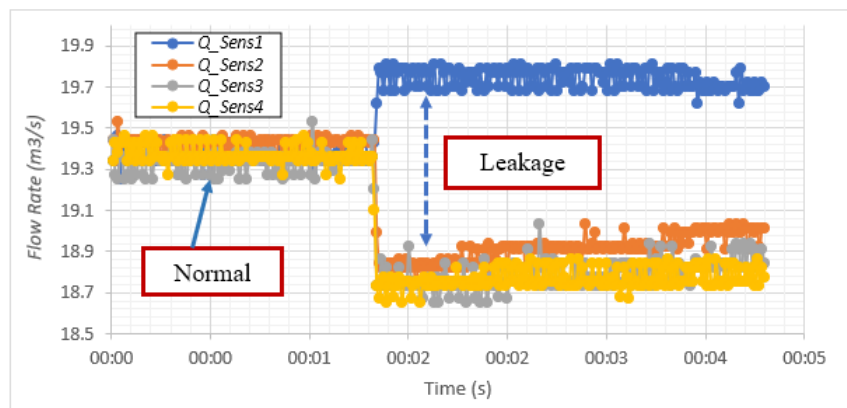 19.9
19.7
19.5
19.3
19.1
18.9
18.7
18.5
Flow Rate (m3/s)
Q_Sens1
Q_Sens2
Q_Sens3
Q_Sens4
Leakage
Normal
00:00 00:00 00:01 00:02 00:02 00:03 00:04 00:05
Time (s)